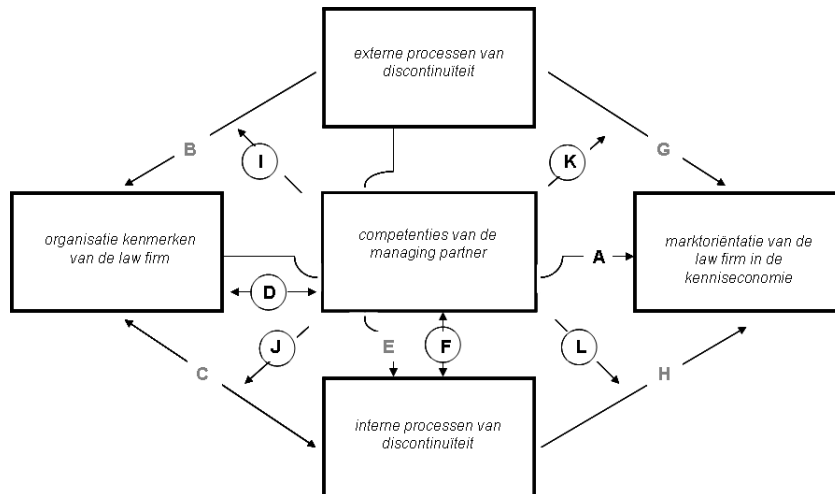 externe processen van
discontinuïteit
B
I
K
G
organisatie kenmerken
van de law firm
competenties van de
managing partner
marktoriëntatie van de
law firm in de
kenniseconomie
A
D
J
E
F
L
C
H
interne processen van
discontinuïteit